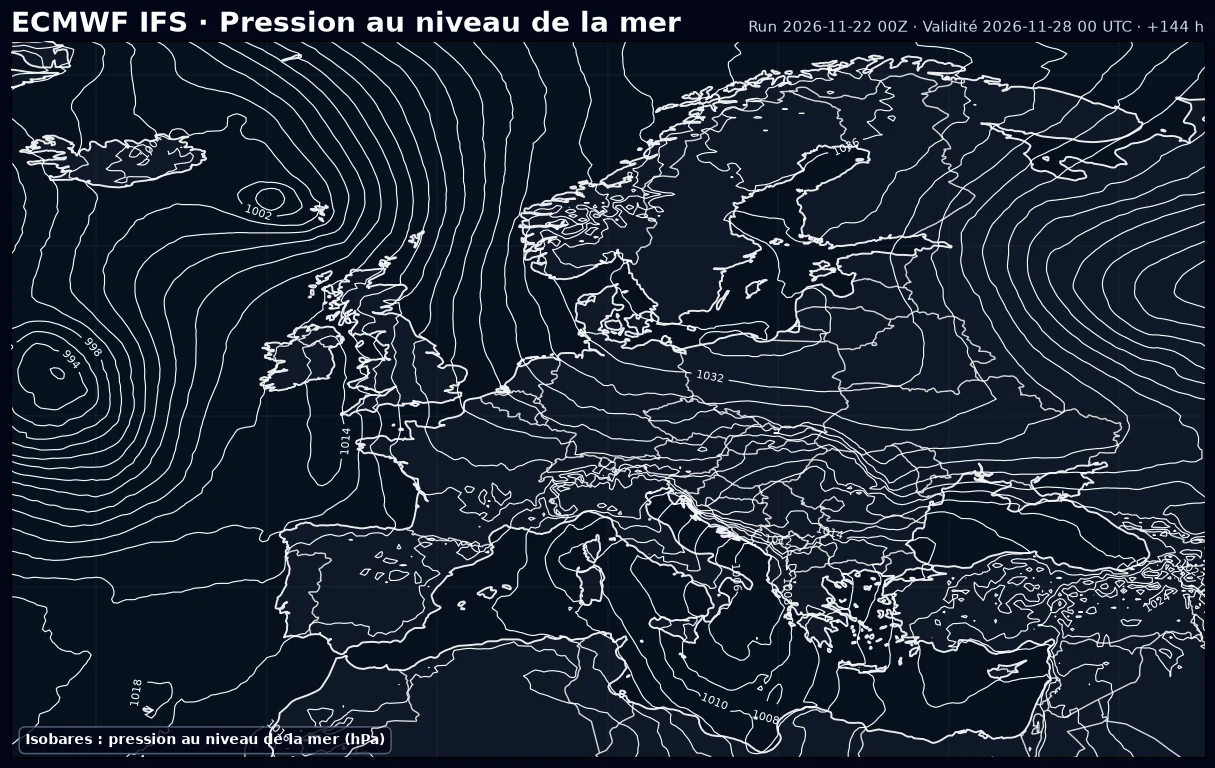 ECMWF IFS · Pression au niveau de la mer
Run 2026-11-22 00Z · Validité 2026-11-28 00 UTC · +144 h
1002
998
994
1032
1014
1018
1010
1008
Isobares : pression au niveau de la mer (hPa)